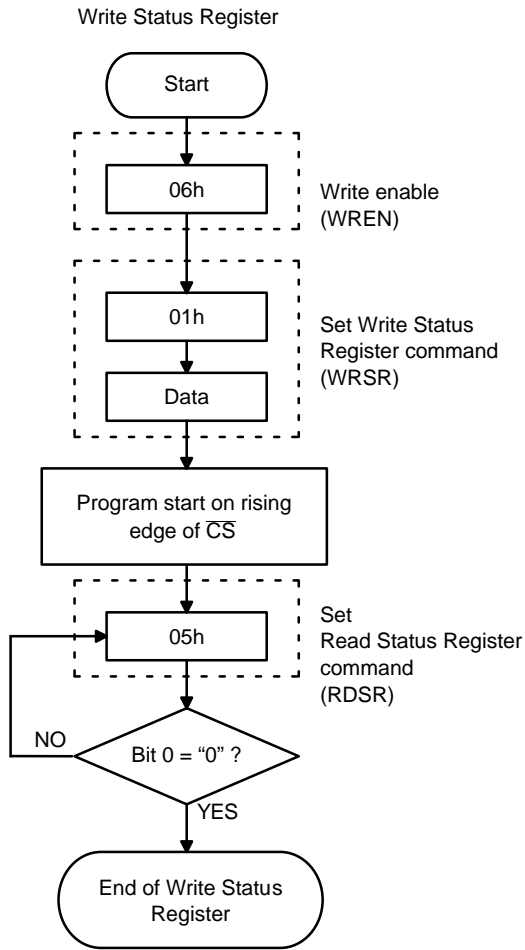 Write Status Register
Start
06h
Write enable
(WREN)
01h
Set Write Status
Register command
(WRSR)
Data
Program start on rising
edge of C̅S̅
05h
Set
Read Status Register
command
(RDSR)
NO
Bit 0 = “0” ?
YES
End of Write Status
Register